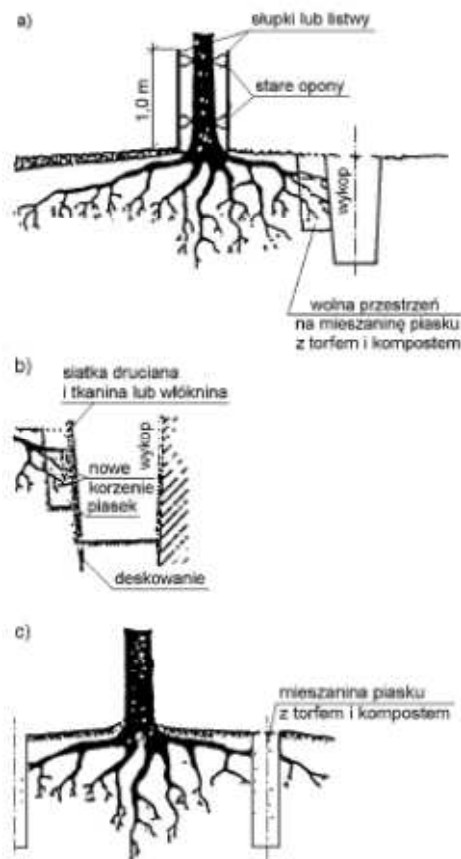 a)
słupki lub listwy
1,0 m
stare opony
wykop
wolna przestrzeń
na mieszaninę piasku
z torfem i kompostem
b)
siatka druciana
i tkanina lub włóknina
wykop
nowe
korzenie
piasek
deskowanie
c)
mieszanina piasku
z torfem i kompostem